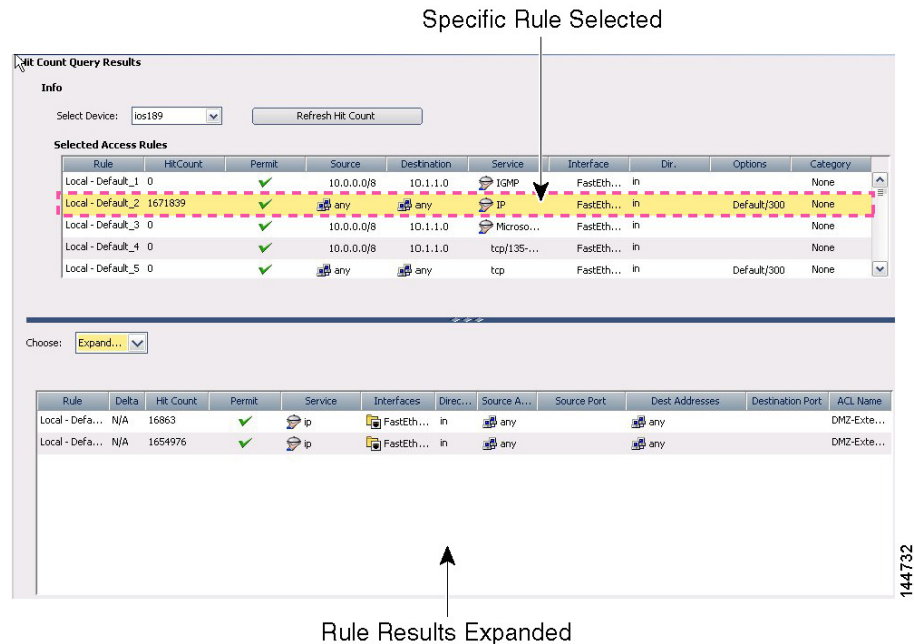 Specific Rule Selected
Hit Count Query Results
Info
Select Device: ios189 Refresh Hit Count
Selected Access Rules
Rule HitCount Permit Source Destination Service Interface Dir. Options Category
Local - Default_1 0 10.0.0.0/8 10.1.1.0 IGMP FastEth... in None
Local - Default_2 1671839 any any IP FastEth... in Default/300 None
Local - Default_3 0 10.0.0.0/8 10.1.1.0 Microso... FastEth... in None
Local - Default_4 0 10.0.0.0/8 10.1.1.0 tcp/135-... FastEth... in None
Local - Default_5 0 any any tcp FastEth... in Default/300 None
Choose: Expand...
Rule Delta Hit Count Permit Service Interfaces Direc... Source A... Source Port Dest Addresses Destination Port ACL Name
Local - Defa... N/A 16863 ip FastEth... in any any DMZ-Exte...
Local - Defa... N/A 1654976 ip FastEth... in any any DMZ-Exte...
144732
Rule Results Expanded